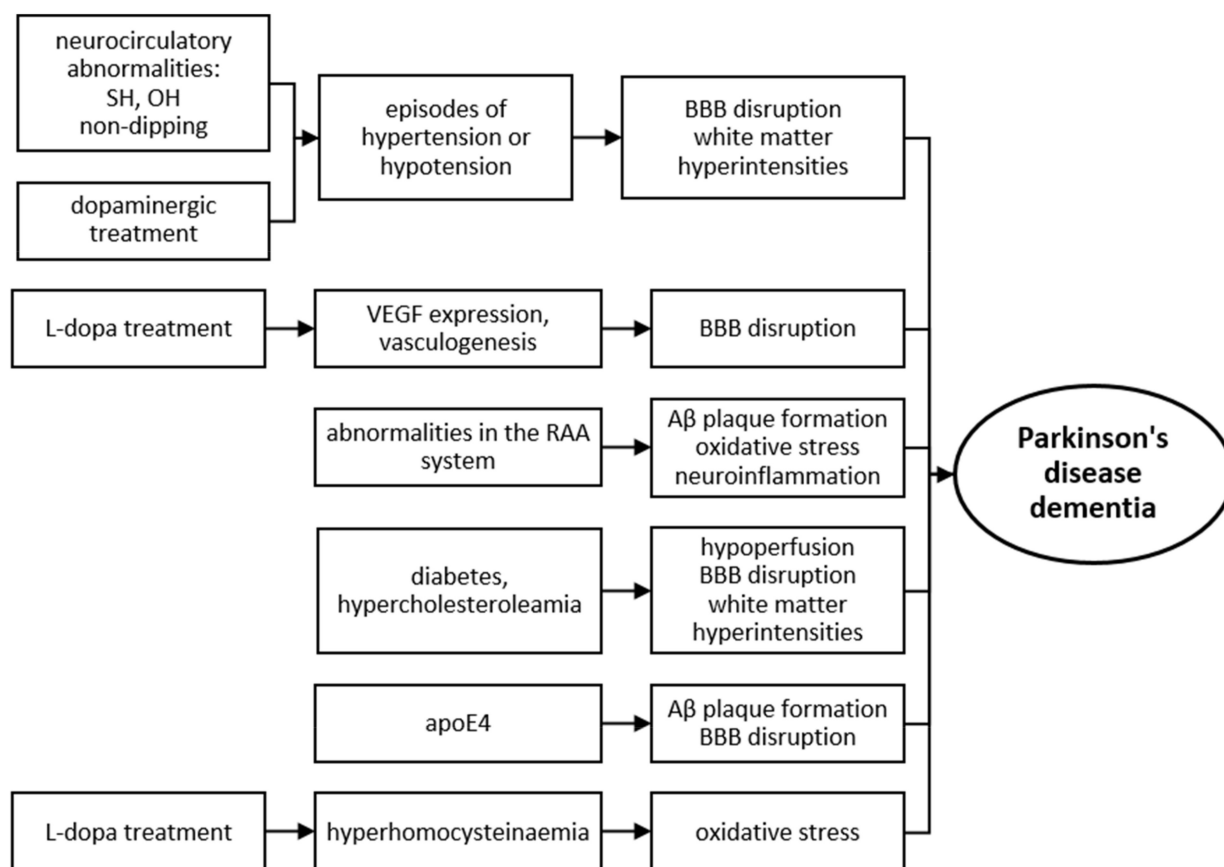 neurocirculatory
abnormalities:
SH, OH
non-dipping
dopaminergic
treatment
episodes of
hypertension or
hypotension
BBB disruption
white matter
hyperintensities
L-dopa treatment
VEGF expression,
vasculogenesis
BBB disruption
abnormalities in the RAA
system
Aβ plaque formation
oxidative stress
neuroinflammation
diabetes,
hypercholesteroleamia
hypoperfusion
BBB disruption
white matter
hyperintensities
apoE4
Aβ plaque formation
BBB disruption
L-dopa treatment
hyperhomocysteinaemia
oxidative stress
Parkinson's
disease
dementia